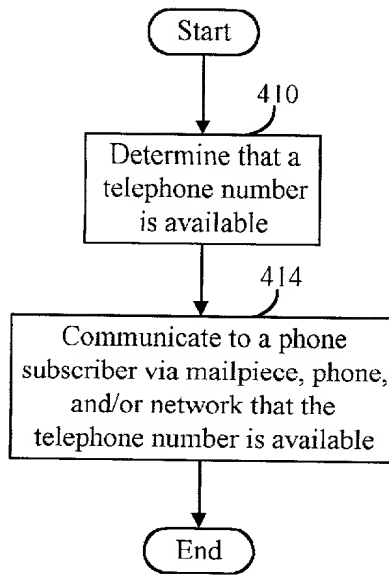 Start
410
Determine that a
telephone number
is available
414
Communicate to a phone
subscriber via mailpiece, phone,
and/or network that the
telephone number is available
End